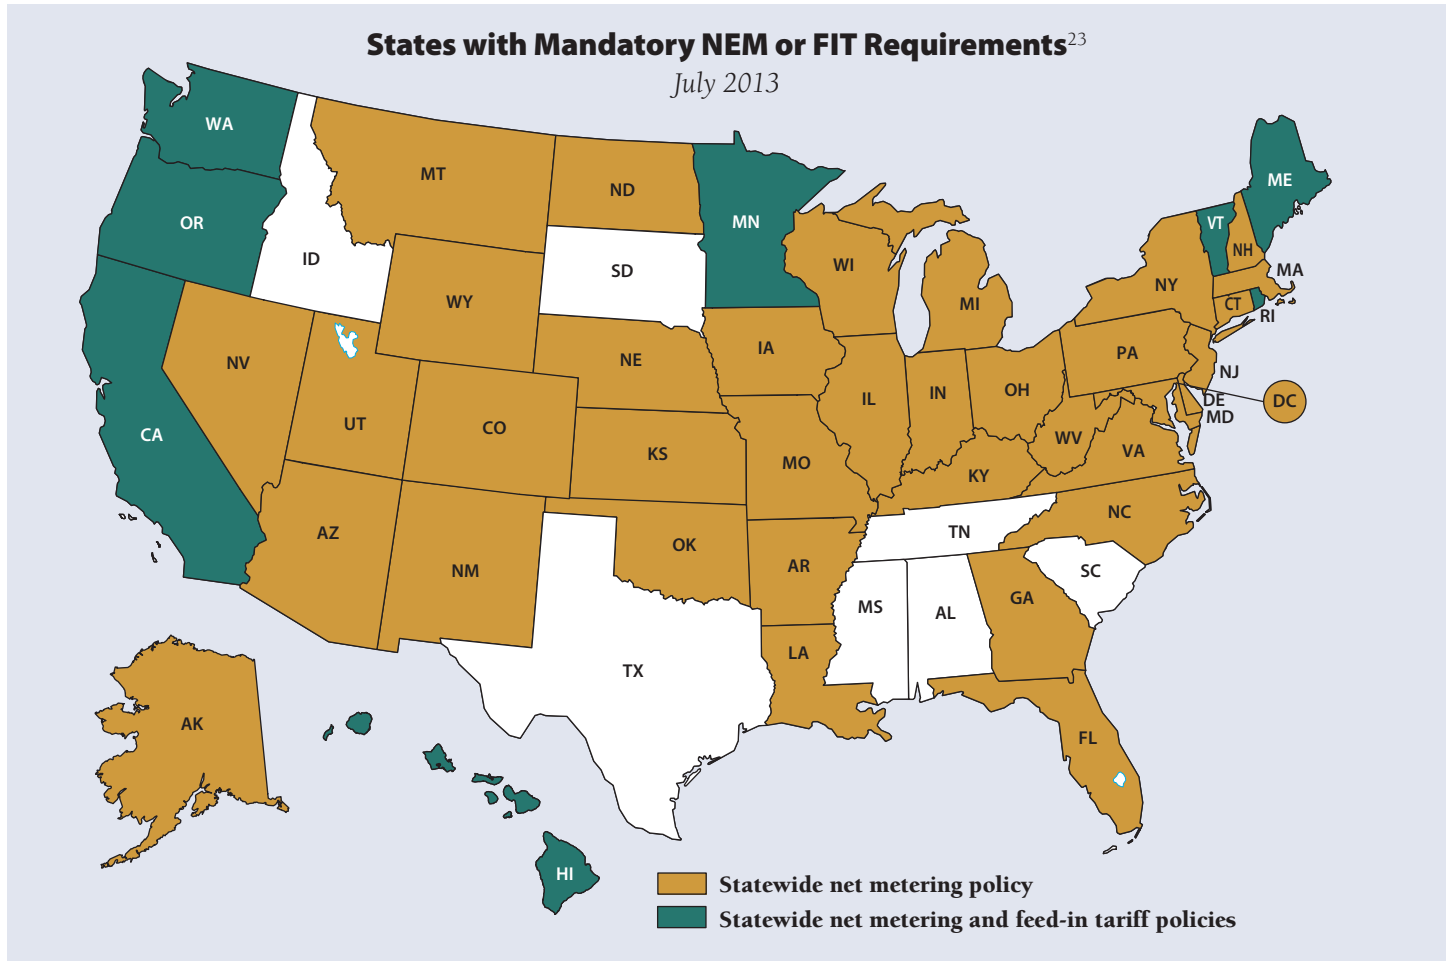 States with Mandatory NEM or FIT Requirements23
July 2013
WA
MT
ND
MN
ME
OR
VT
NH
ID
SD
WI
MA
WY
MI
NY
CT
RI
NV
NE
IA
PA
NJ
UT
CO
IL
IN
OH
DE
DC
MD
CA
KS
MO
WV
VA
KY
AZ
NM
OK
AR
TN
NC
MS
AL
GA
SC
TX
LA
AK
FL
HI
Statewide net metering policy
Statewide net metering and feed-in tariff policies